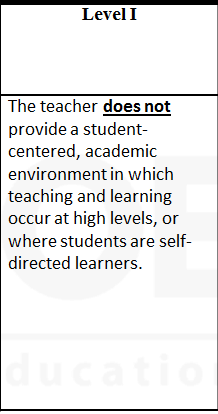 Level I
The teacher does not
provide a student-
centered, academic
environment in which
teaching and learning
occur at high levels, or
where students are self-
directed learners.
ducatio